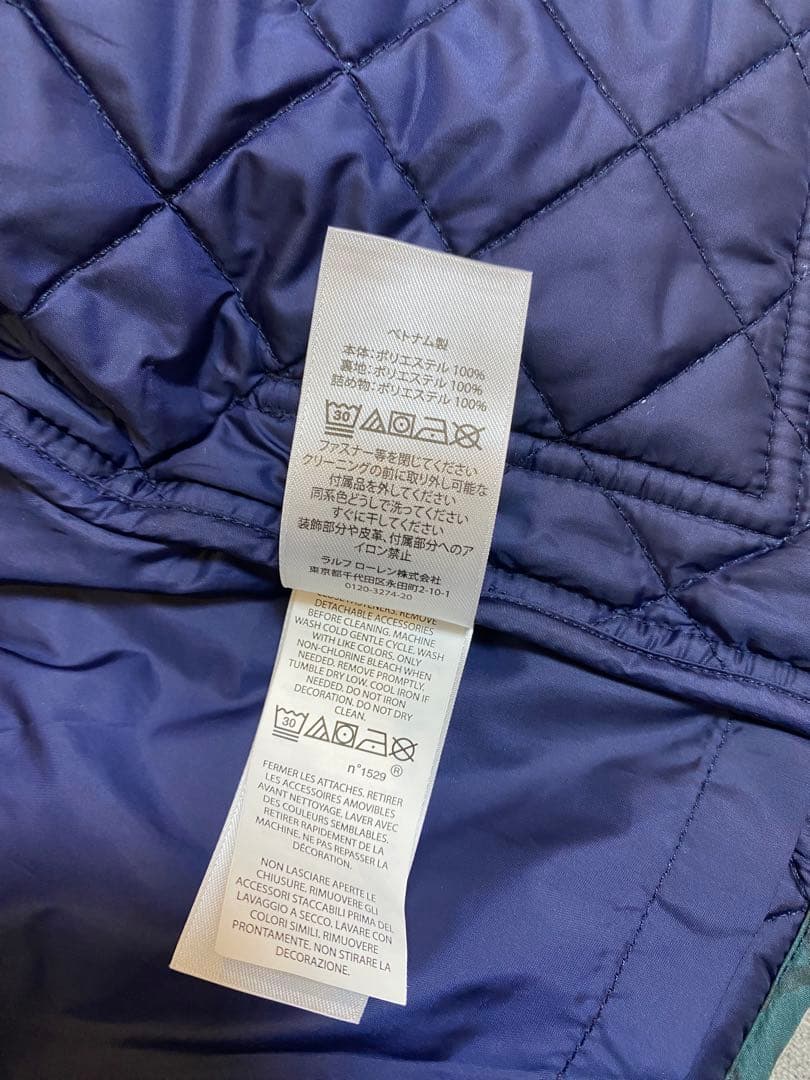 ベトナム製
本体:ポリエステル 100%
裏地:ポリエステル 100%
詰め物:ポリエステル 100%
30
ファスナー等を閉じてください
クリーニングの前に取り外し可能な
付属品を外してください
同系色どうしで洗ってください
すぐに干してください
装飾部分や皮革、付属部分へのア
イロン禁止
ラルフ ローレン株式会社
東京都千代田区永田町2-10-1
0120-3274-20
CLOSE FASTENERS. REMOVE
DETACHABLE ACCESSORIES
BEFORE CLEANING. MACHINE
WASH COLD GENTLE CYCLE. WASH
WITH LIKE COLORS. ONLY
NON-CHLORINE BLEACH WHEN
NEEDED. REMOVE PROMPTLY.
TUMBLE DRY LOW. COOL IRON IF
NEEDED. DO NOT IRON
DECORATION. DO NOT DRY
CLEAN.
30
n°1529 ®
FERMER LES ATTACHES, RETIRER
LES ACCESSOIRES AMOVIBLES
AVANT NETTOYAGE. LAVER AVEC
DES COULEURS SEMBLABLES.
RETIRER RAPIDEMENT DE LA
MACHINE. NE PAS REPASSER LA
DÉCORATION.
NON LASCIARE APERTE LE
CHIUSURE. RIMUOVERE GLI
ACCESSORI STACCABILI PRIMA DEL
LAVAGGIO A SECCO. LAVARE CON
COLORI SIMILI. RIMUOVERE
PRONTAMENTE. NON STIRARE LA
DECORAZIONE.